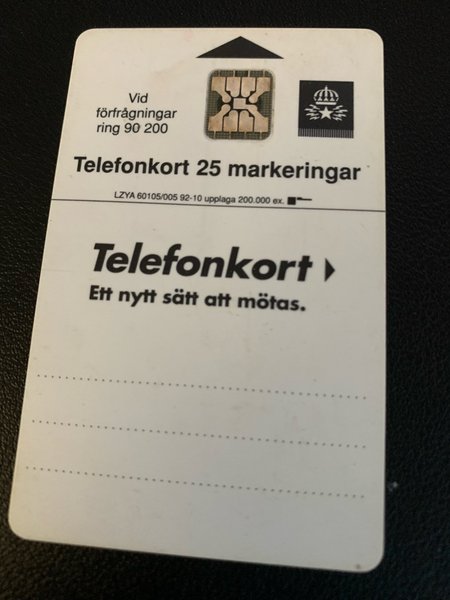 Vid
förfrågningar
ring 90 200
Telefonkort 25 markeringar
LZYA 60105/005 92-10 upplaga 200.000 ex.
Telefonkort
Ett nytt sätt att mötas.